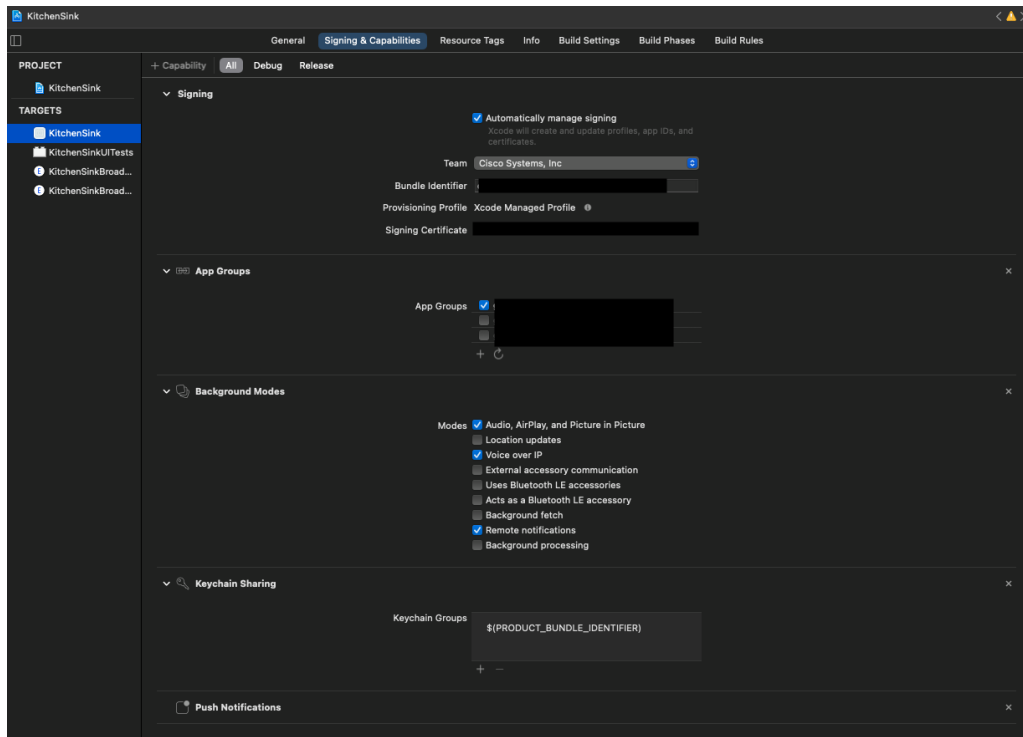 KitchenSink
General Signing & Capabilities Resource Tags Info Build Settings Build Phases Build Rules
PROJECT
KitchenSink
TARGETS
KitchenSink
KitchenSinkUITests
KitchenSinkBroad...
KitchenSinkBroad...
+ Capability All Debug Release
Signing
Automatically manage signing
Xcode will create and update profiles, app IDs, and
certificates.
Team Cisco Systems, Inc
Bundle Identifier
Provisioning Profile Xcode Managed Profile
Signing Certificate
App Groups
App Groups
Background Modes
Modes Audio, AirPlay, and Picture in Picture
Location updates
Voice over IP
External accessory communication
Uses Bluetooth LE accessories
Acts as a Bluetooth LE accessory
Background fetch
Remote notifications
Background processing
Keychain Sharing
Keychain Groups $(PRODUCT_BUNDLE_IDENTIFIER)
Push Notifications